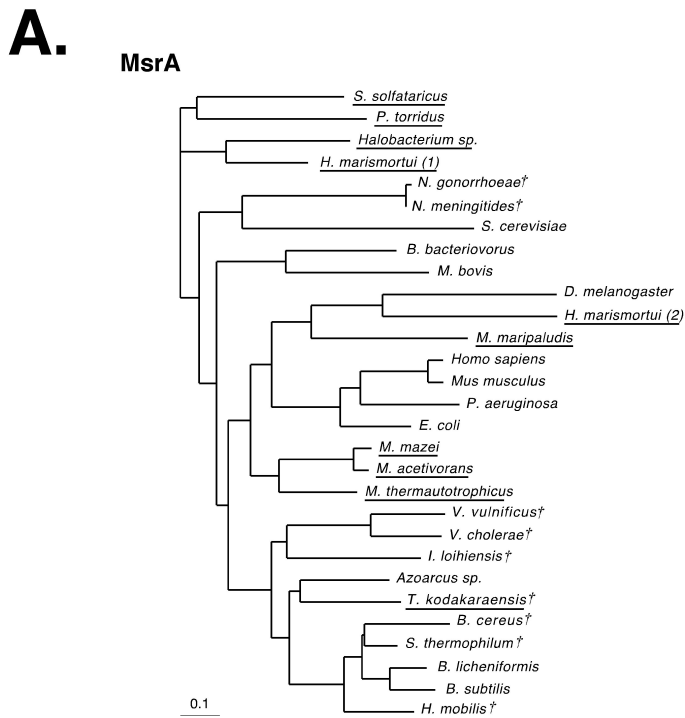 A.
MsrA
S. solfataricus
P. torridus
Halobacterium sp.
H. marismortui (1)
N. gonorrhoeae†
N. meningitides†
S. cerevisiae
B. bacteriovorus
M. bovis
D. melanogaster
H. marismortui (2)
M. maripaludis
Homo sapiens
Mus musculus
P. aeruginosa
E. coli
M. mazei
M. acetivorans
M. thermautotrophicus
V. vulnificus†
V. cholerae†
I. loihiensis†
Azoarcus sp.
T. kodakaraensis†
B. cereus†
S. thermophilum†
B. licheniformis
B. subtilis
H. mobilis†
0.1